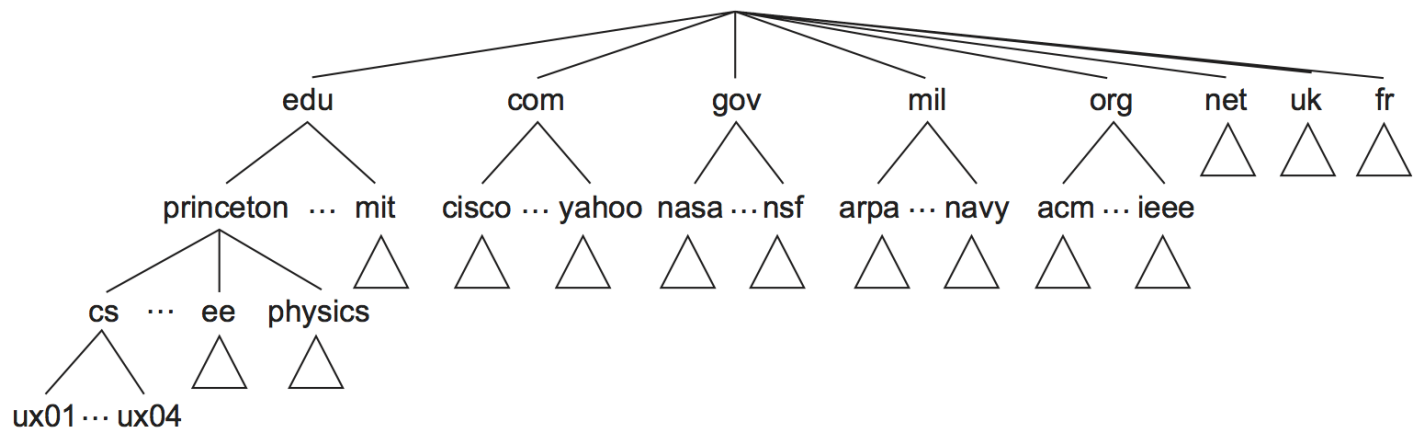 edu com gov mil org net uk fr
princeton ... mit cisco ... yahoo nasa ... nsf arpa ... navy acm ... ieee
cs ... ee physics
ux01 ... ux04